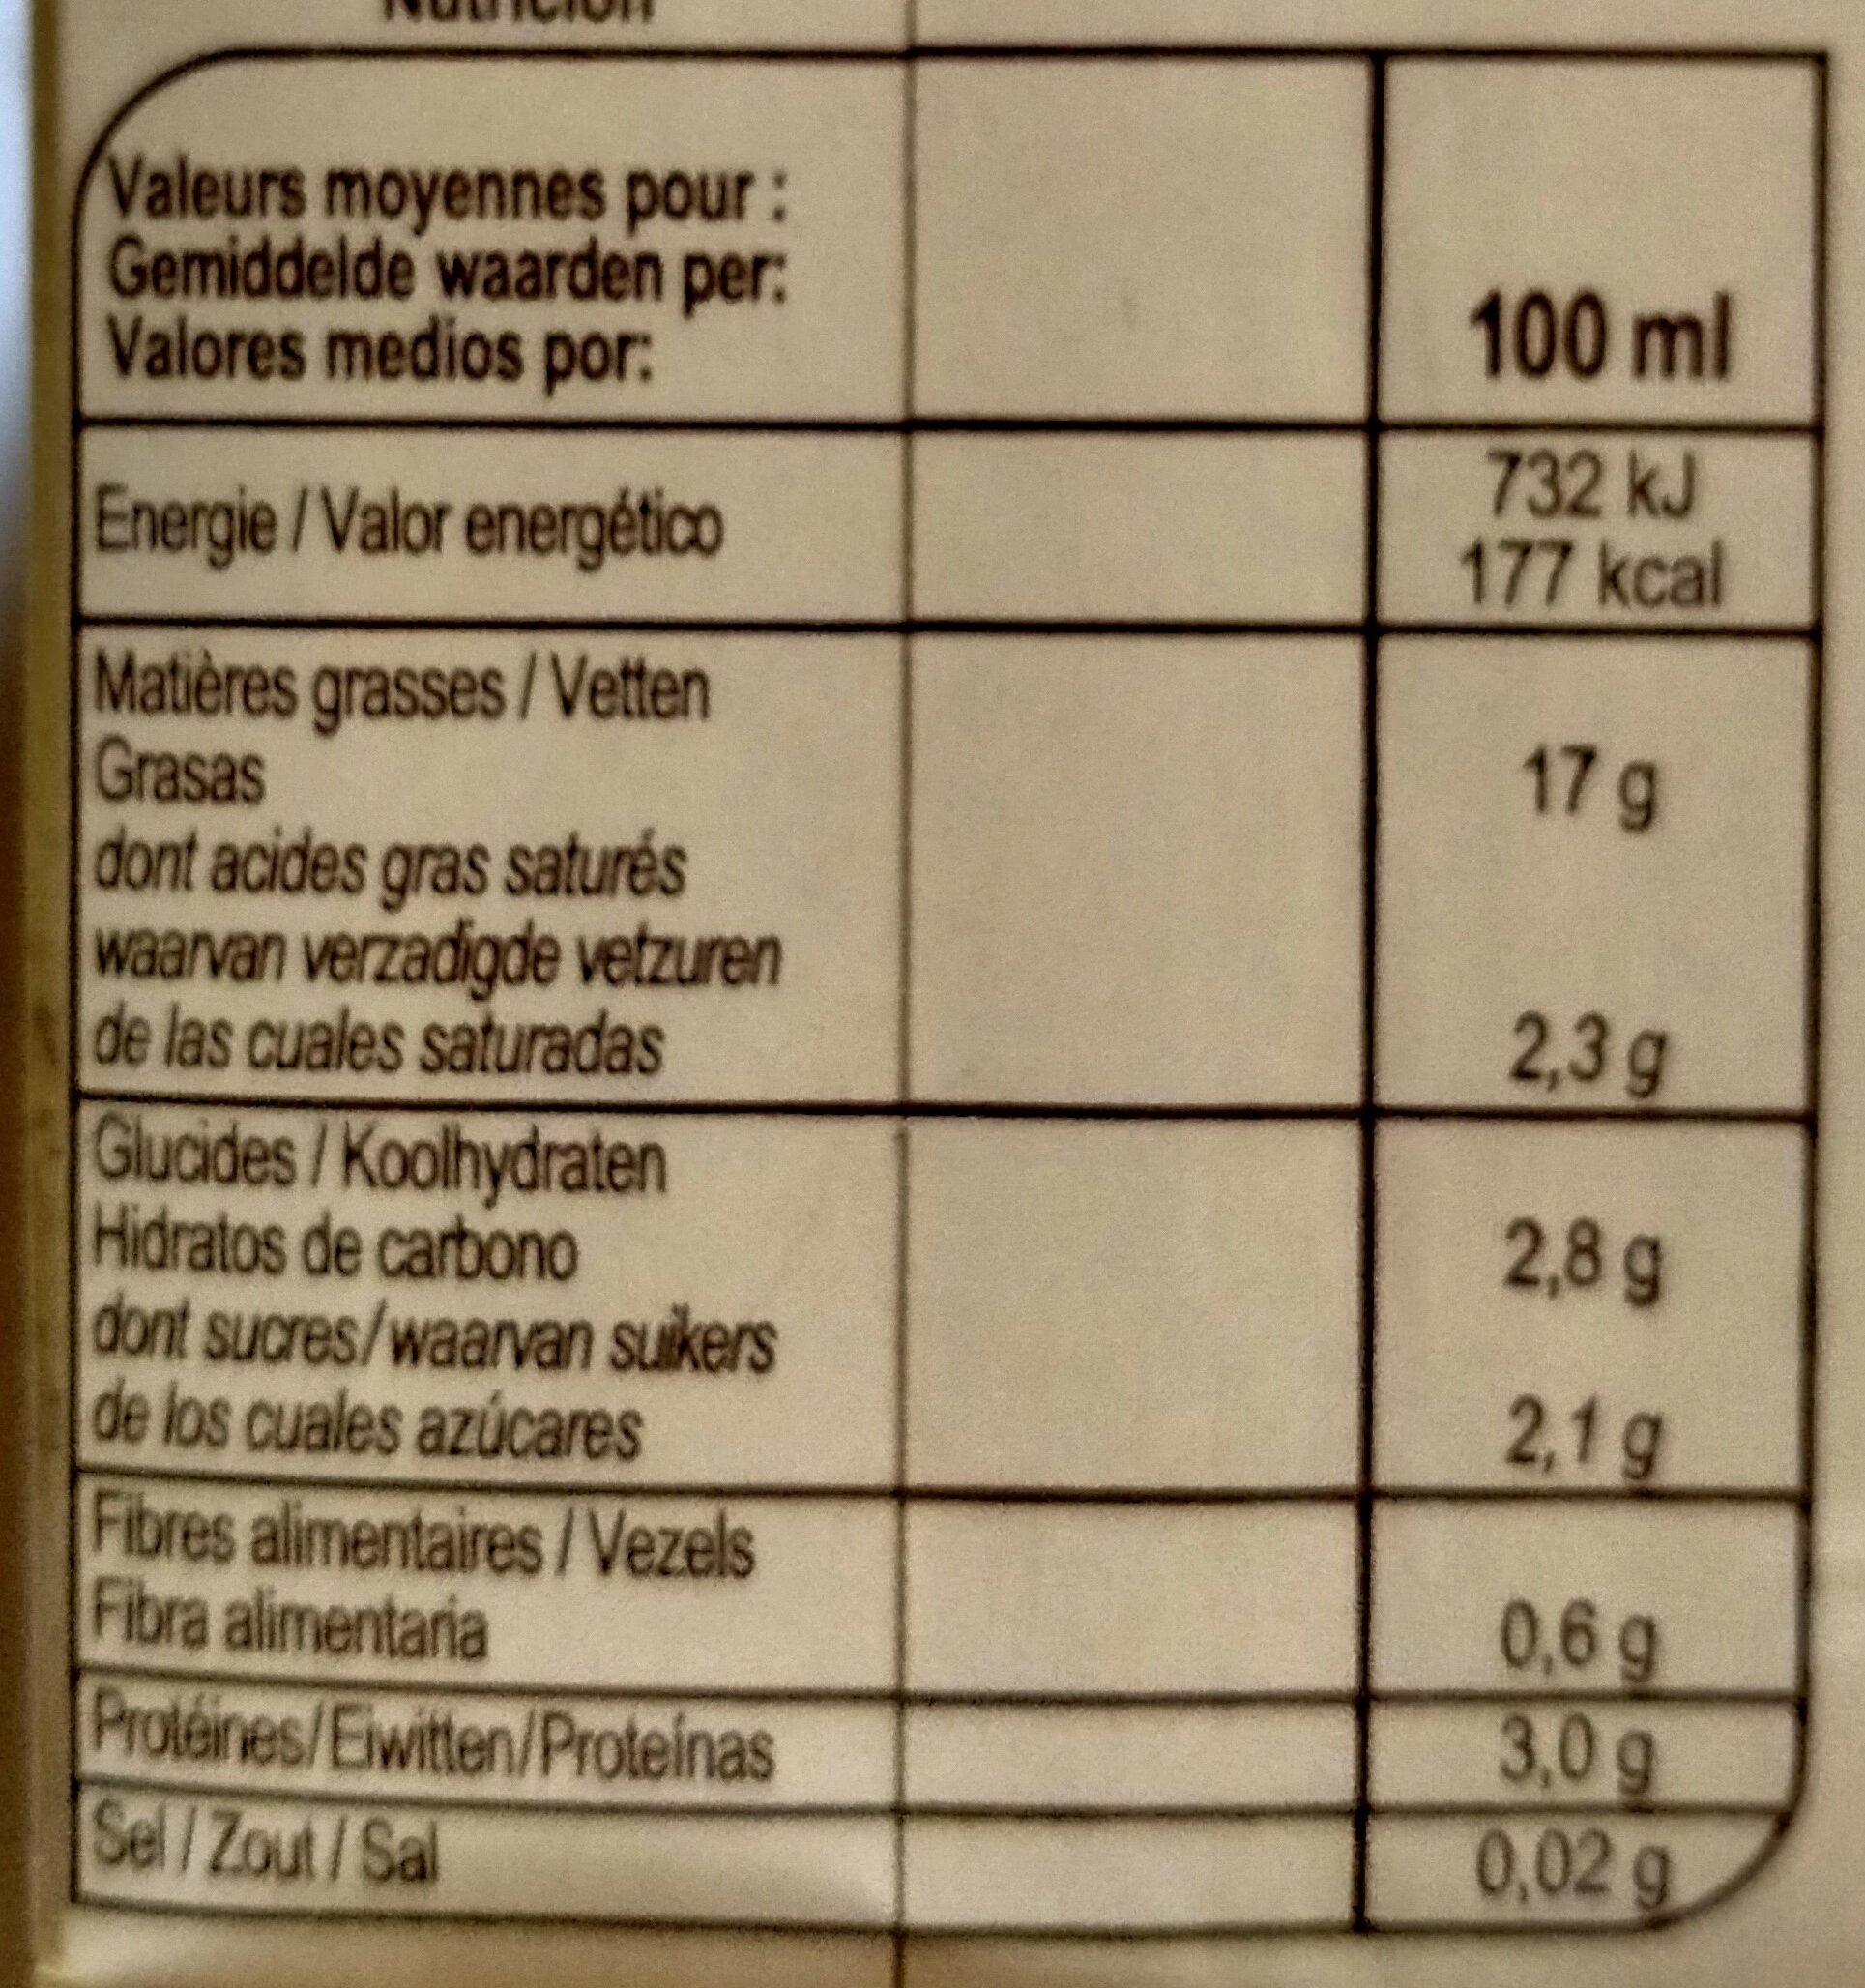 Nutrición
Valeurs moyennes pour :
Gemiddelde waarden per:
Valores medios por:
100 ml
Energie / Valor energético
732 kJ
177 kcal
Matières grasses / Vetten
Grasas
17 g
dont acides gras saturés
waarvan verzadigde vetzuren
de las cuales saturadas
2,3 g
Glucides / Koolhydraten
Hidratos de carbono
2,8 g
dont sucres/waarvan suikers
de los cuales azúcares
2,1 g
Fibres alimentaires / Vezels
Fibra alimentaria
0,6 g
Protéines/Eiwitten/Proteínas
3,0 g
Sel / Zout / Sal
0,02 g